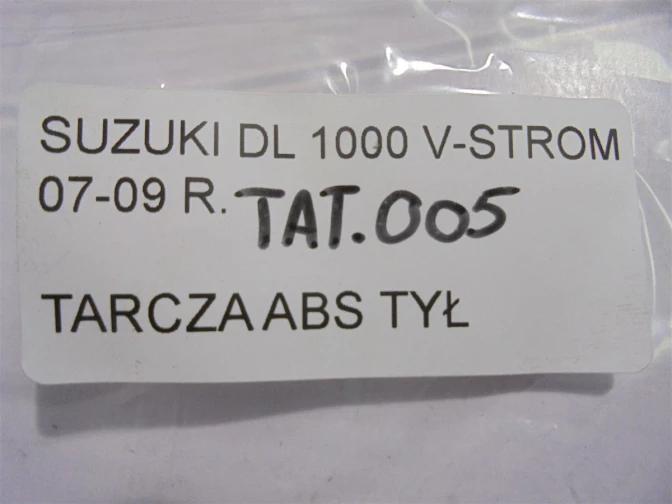 SUZUKI DL 1000 V-STROM
07-09 R. TAT.005
TARCZA ABS TYŁ